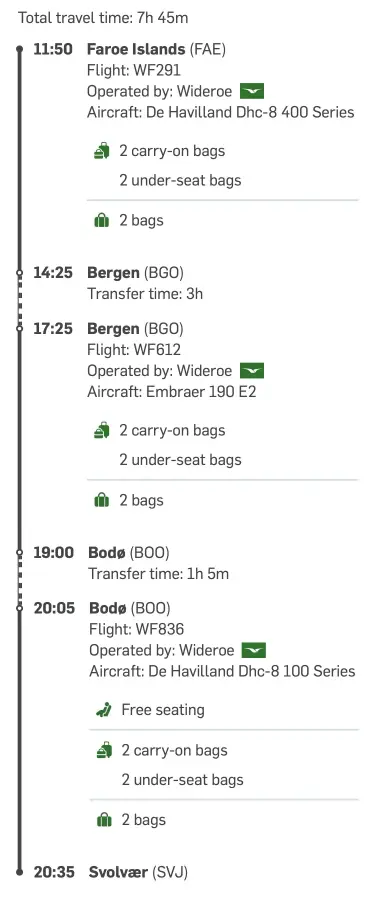 Total travel time: 7h 45m
11:50 Faroe Islands (FAE)
Flight: WF291
Operated by: Wideroe
Aircraft: De Havilland Dhc-8 400 Series
2 carry-on bags
2 under-seat bags
2 bags
14:25 Bergen (BGO)
Transfer time: 3h
17:25 Bergen (BGO)
Flight: WF612
Operated by: Wideroe
Aircraft: Embraer 190 E2
2 carry-on bags
2 under-seat bags
2 bags
19:00 Bodø (BOO)
Transfer time: 1h 5m
20:05 Bodø (BOO)
Flight: WF836
Operated by: Wideroe
Aircraft: De Havilland Dhc-8 100 Series
Free seating
2 carry-on bags
2 under-seat bags
2 bags
20:35 Svolvær (SVJ)